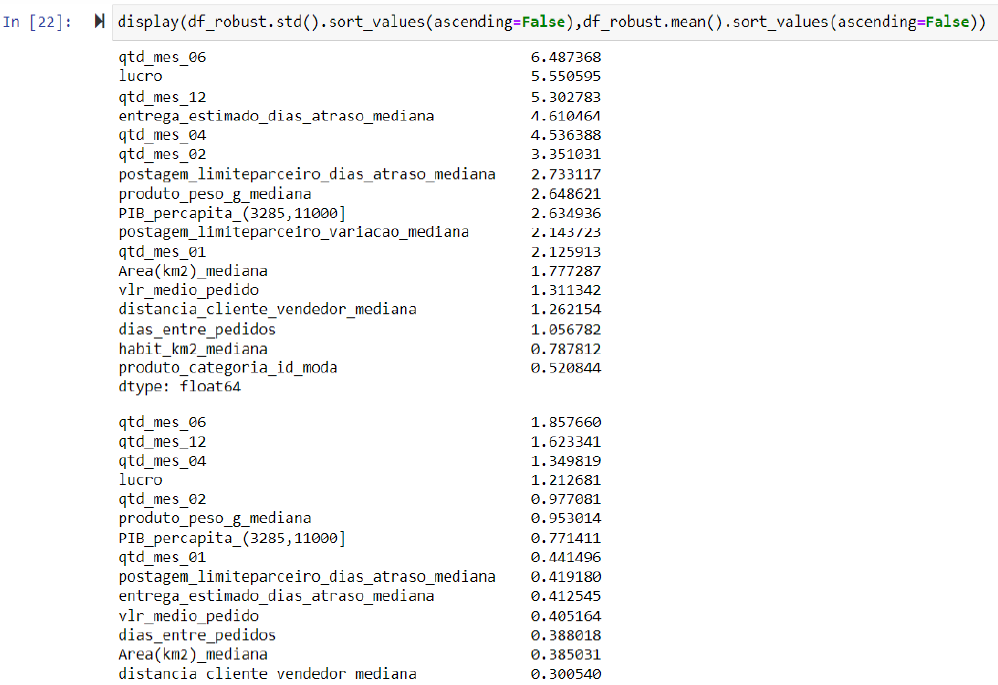 In [22]: display(df_robust.std().sort_values(ascending=False),df_robust.mean().sort_values(ascending=False))
qtd_mes_06 6.487368
lucro 5.550595
qtd_mes_12 5.302783
entrega_estimado_dias_atraso_mediana 4.610464
qtd_mes_04 4.536388
qtd_mes_02 3.351031
postagem_limiteparceiro_dias_atraso_mediana 2.733117
produto_peso_g_mediana 2.648621
PIB_percapita_(3285,11000] 2.634936
postagem_limiteparceiro_variacao_mediana 2.143723
qtd_mes_01 2.125913
Area(km2)_mediana 1.777287
vlr_medio_pedido 1.311342
distancia_cliente_vendedor_mediana 1.262154
dias_entre_pedidos 1.056782
habit_km2_mediana 0.787812
produto_categoria_id_moda 0.520844
dtype: float64
qtd_mes_06 1.857660
qtd_mes_12 1.623341
qtd_mes_04 1.349819
lucro 1.212681
qtd_mes_02 0.977081
produto_peso_g_mediana 0.953014
PIB_percapita_(3285,11000] 0.771411
qtd_mes_01 0.441496
postagem_limiteparceiro_dias_atraso_mediana 0.419180
entrega_estimado_dias_atraso_mediana 0.412545
vlr_medio_pedido 0.405164
dias_entre_pedidos 0.388018
Area(km2)_mediana 0.385031
distancia_cliente_vendedor_mediana 0.300540